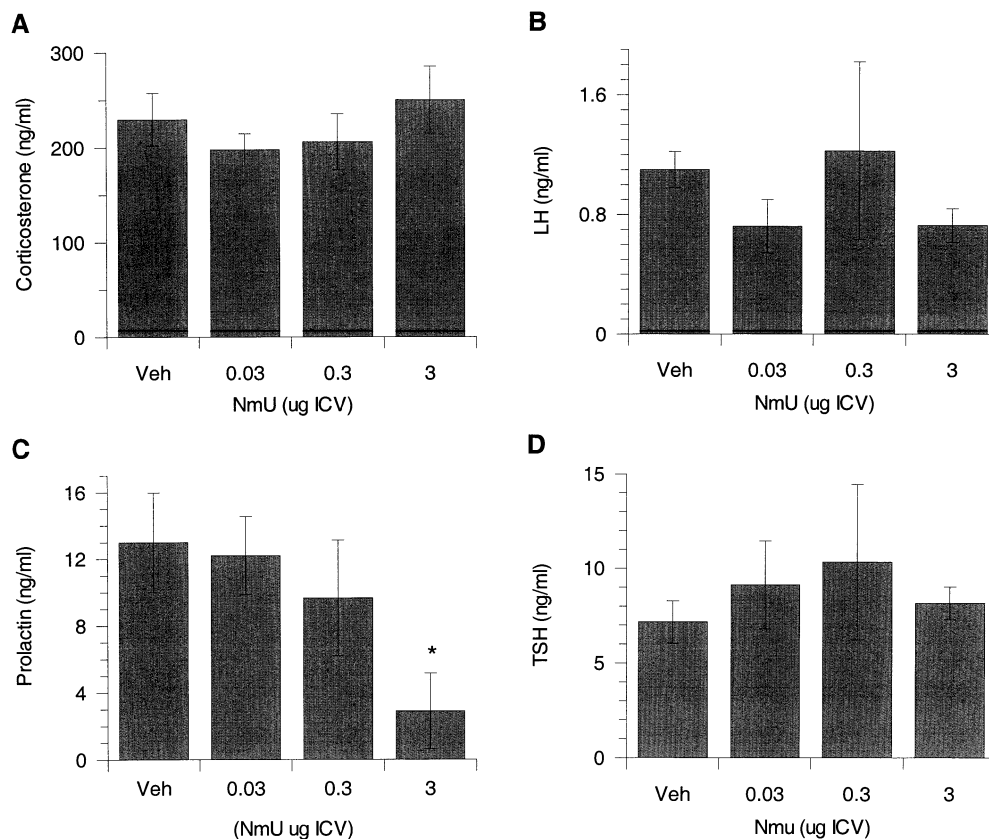 A
300
200
100
0
Corticosterone (ng/ml)
Veh 0.03 0.3 3
NmU (ug ICV)
B
1.6
0.8
0
LH (ng/ml)
Veh 0.03 0.3 3
NmU (ug ICV)
C
16
12
8
4
0
Prolactin (ng/ml)
*
Veh 0.03 0.3 3
(NmU ug ICV)
D
15
10
5
0
TSH (ng/ml)
Veh 0.03 0.3 3
Nmu (ug ICV)